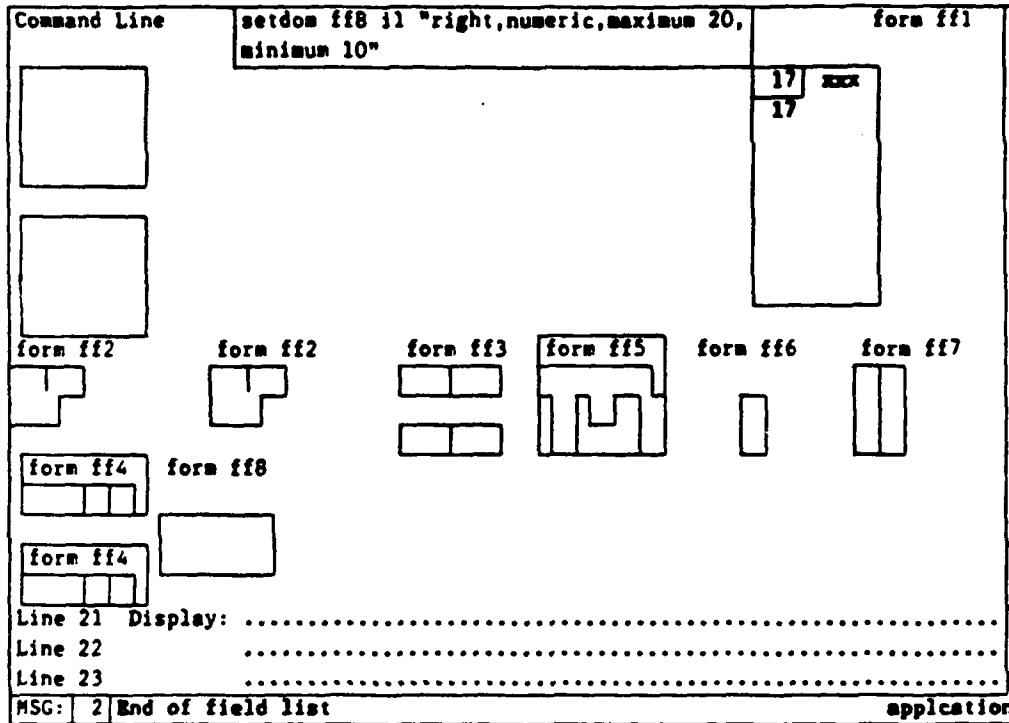 Command Line setdom ff8 i1 "right,numeric,maximum 20, form ff1
minimum 10"
17 xxx
17
form ff2 form ff2 form ff3 form ff5 form ff6 form ff7
form ff4 form ff8
form ff4
Line 21 Display: ............................................................
Line 22 ............................................................
Line 23 ............................................................
MSG: 2 End of field list applcation